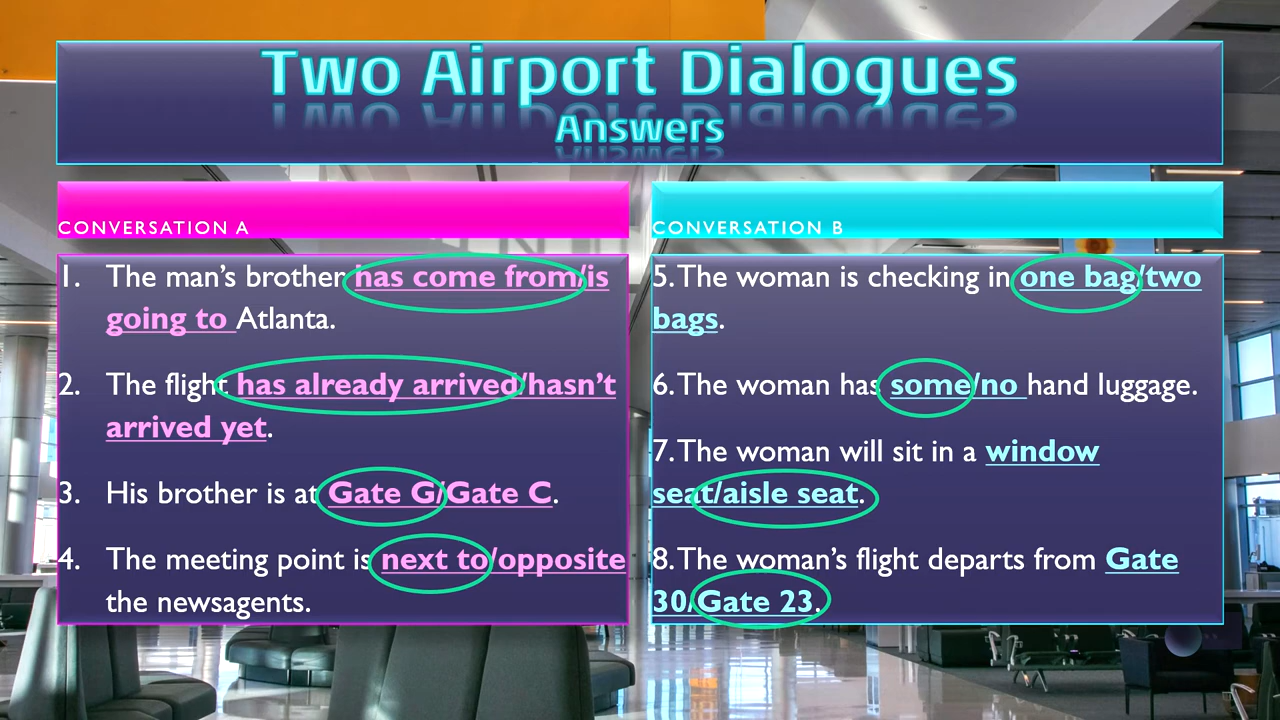 Two Airport Dialogues
Answers
CONVERSATION A
1. The man's brother has come from/is
going to Atlanta.
2. The flight has already arrived/hasn't
arrived yet.
3. His brother is at Gate G/Gate C.
4. The meeting point is next to/opposite
the newsagents.
CONVERSATION B
5.The woman is checking in one bag/two
bags.
6.The woman has some/no hand luggage.
7.The woman will sit in a window
seat/aisle seat.
8.The woman's flight departs from Gate
30/Gate 23.